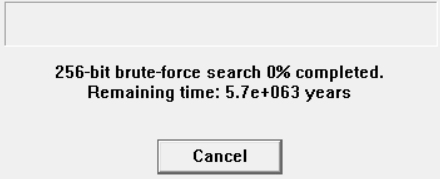 256-bit brute-force search 0% completed.
Remaining time: 5.7e+063 years
Cancel